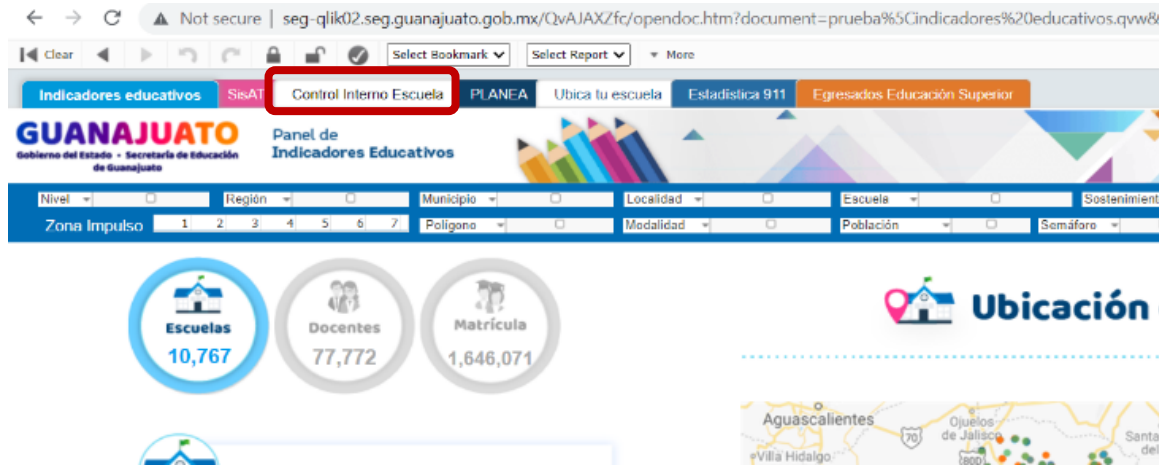 Not secure | seg-qlik02.seg.guanajuato.gob.mx/QvAJAXZfc/opendoc.htm?document=prueba%5Cindicadores%20educativos.qvw&
Clear Select Bookmark Select Report More
Indicadores educativos SisAT Control Interno Escuela PLANEA Ubica tu escuela Estadística 911 Egresados Educación Superior
GUANAJUATO
Gobierno del Estado • Secretaría de Educación
de Guanajuato
Panel de
Indicadores Educativos
Nivel Región Municipio Localidad Escuela Sostenimient
Zona Impulso 1 2 3 4 5 6 7 Polígono Modalidad Población Semáforo
Escuelas
10,767
Docentes
77,772
Matrícula
1,646,071
Ubicación
Aguascalientes
Ojuelos
de Jalisco
70
Santa
del
Villa Hidalgo
80D